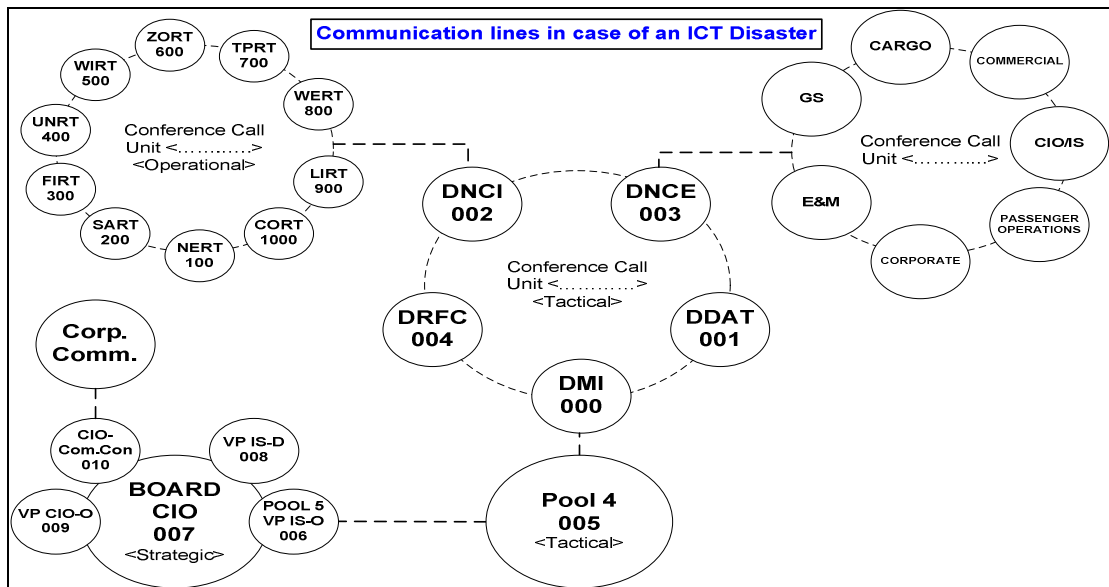 Communication lines in case of an ICT Disaster
ZORT
600
TPRT
700
WIRT
500
WERT
800
UNRT
400
Conference Call
Unit <………..>
<Operational>
LIRT
900
FIRT
300
SART
200
CORT
1000
NERT
100
CARGO
COMMERCIAL
GS
Conference Call
Unit <………..>
CIO/IS
E&M
PASSENGER
OPERATIONS
CORPORATE
DNCI
002
DNCE
003
Conference Call
Unit <…………>
<Tactical>
DRFC
004
DDAT
001
DMI
000
Corp.
Comm.
CIO-
Com.Con
010
VP IS-D
008
BOARD
CIO
007
<Strategic>
VP CIO-O
009
POOL 5
VP IS-O
006
Pool 4
005
<Tactical>